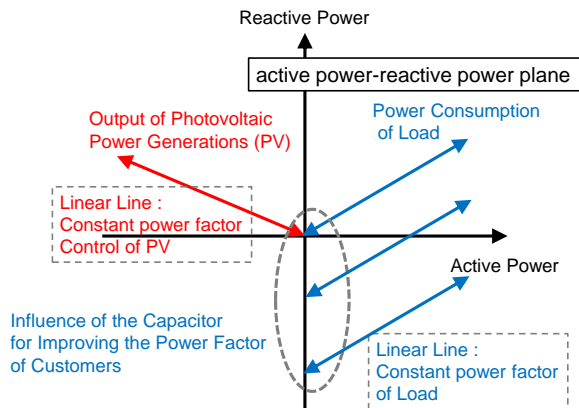 Reactive Power
active power-reactive power plane
Output of Photovoltaic
Power Generations (PV)
Power Consumption
of Load
Linear Line :
Constant power factor
Control of PV
Active Power
Influence of the Capacitor
for Improving the Power Factor
of Customers
Linear Line :
Constant power factor
of Load